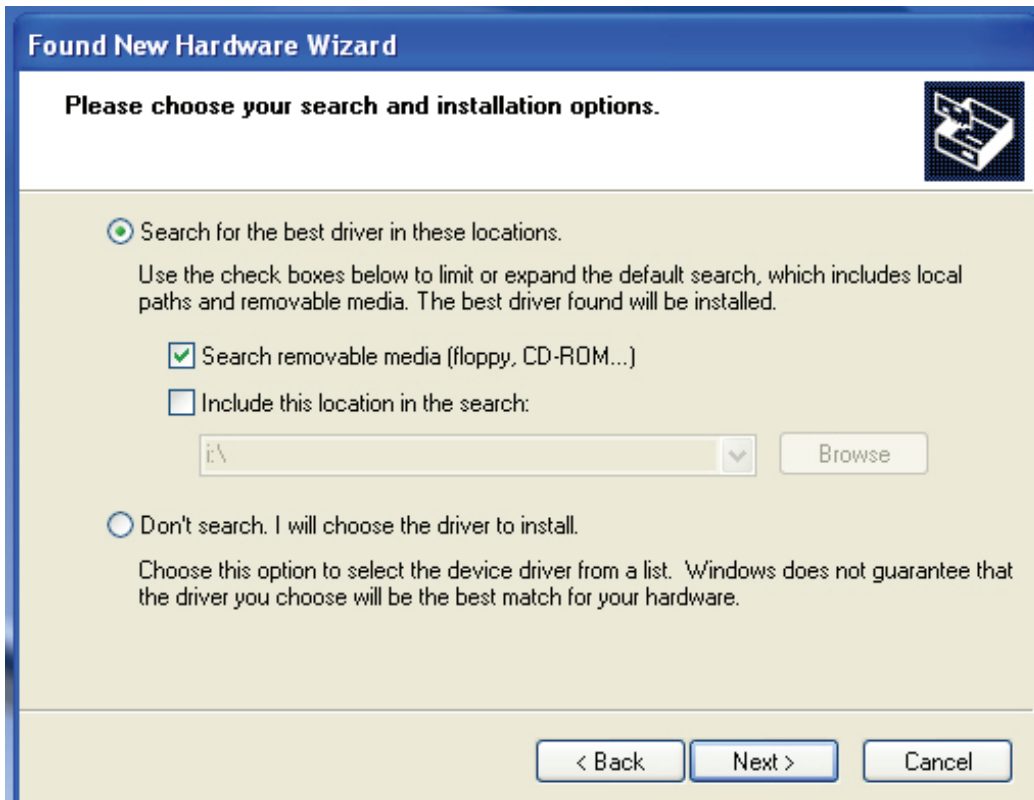 Found New Hardware Wizard
Please choose your search and installation options.
Search for the best driver in these locations.
Use the check boxes below to limit or expand the default search, which includes local
paths and removable media. The best driver found will be installed.
Search removable media (floppy, CD-ROM...)
Include this location in the search:
i:\
Browse
Don't search. I will choose the driver to install.
Choose this option to select the device driver from a list. Windows does not guarantee that
the driver you choose will be the best match for your hardware.
< Back
Next >
Cancel